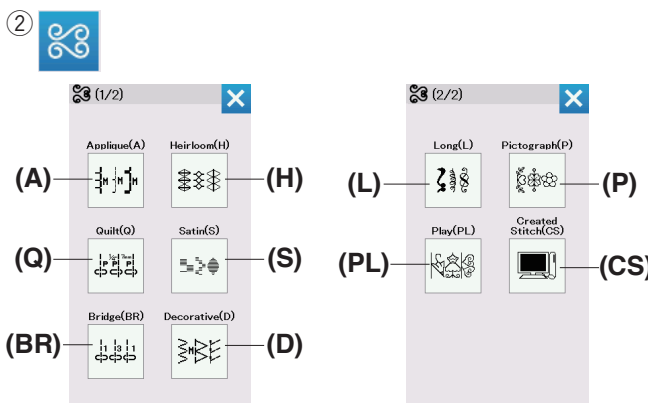 ②
(1/2)
Applique(A) Heirloom(H)
(A) (H)
Quilt(Q) Satin(S)
(Q) (S)
Bridge(BR) Decorative(D)
(BR) (D)
(2/2)
Long(L) Pictograph(P)
(L) (P)
Play(PL) Created
Stitch(CS)
(PL) (CS)